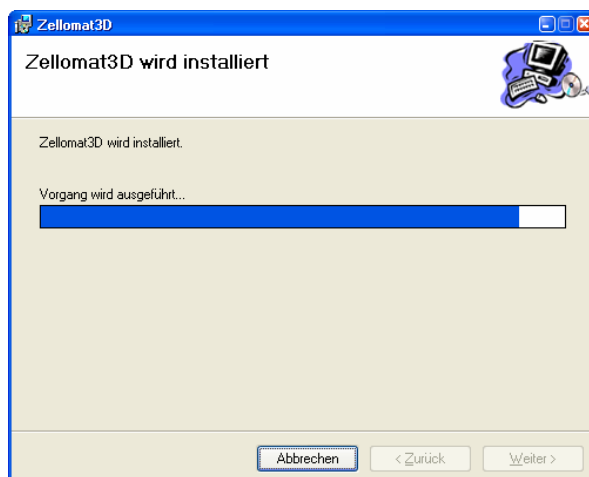 Zellomat3D
Zellomat3D wird installiert
Zellomat3D wird installiert.
Vorgang wird ausgeführt...
Abbrechen
< Zurück
Weiter >